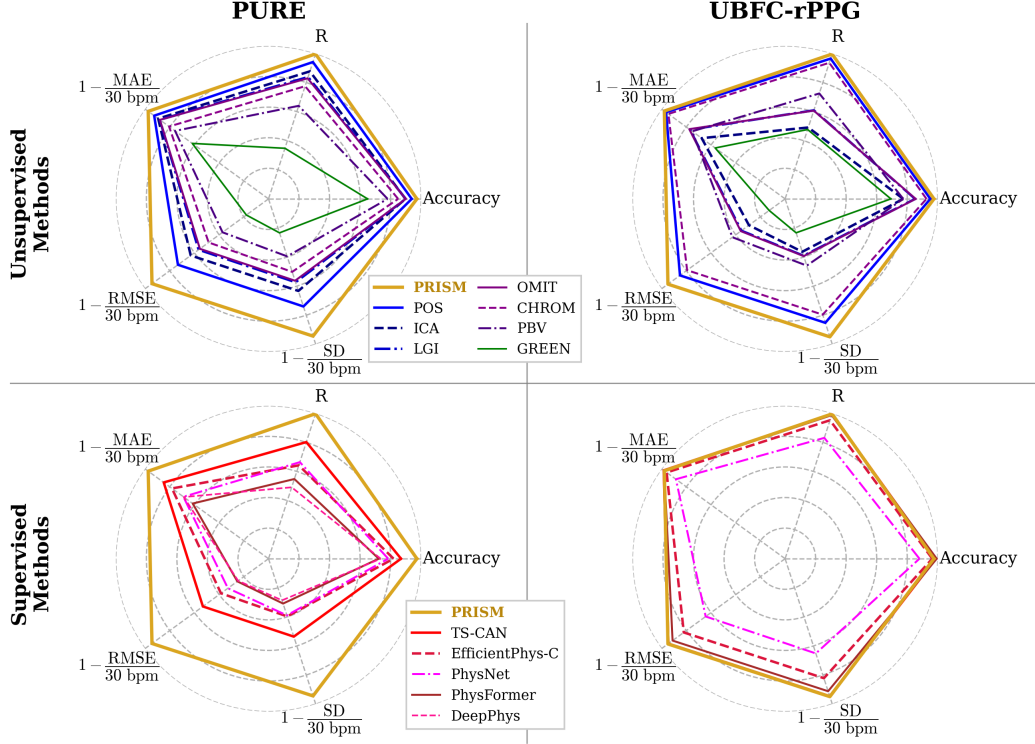 PURE
UBFC-rPPG
Unsupervised
Methods
R
1 − MAE/30 bpm
Accuracy
1 − RMSE/30 bpm
1 − SD/30 bpm
R
1 − MAE/30 bpm
Accuracy
1 − RMSE/30 bpm
1 − SD/30 bpm
PRISM
POS
ICA
LGI
OMIT
CHROM
PBV
GREEN
Supervised
Methods
R
1 − MAE/30 bpm
Accuracy
1 − RMSE/30 bpm
1 − SD/30 bpm
R
1 − MAE/30 bpm
Accuracy
1 − RMSE/30 bpm
1 − SD/30 bpm
PRISM
TS-CAN
EfficientPhys-C
PhysNet
PhysFormer
DeepPhys